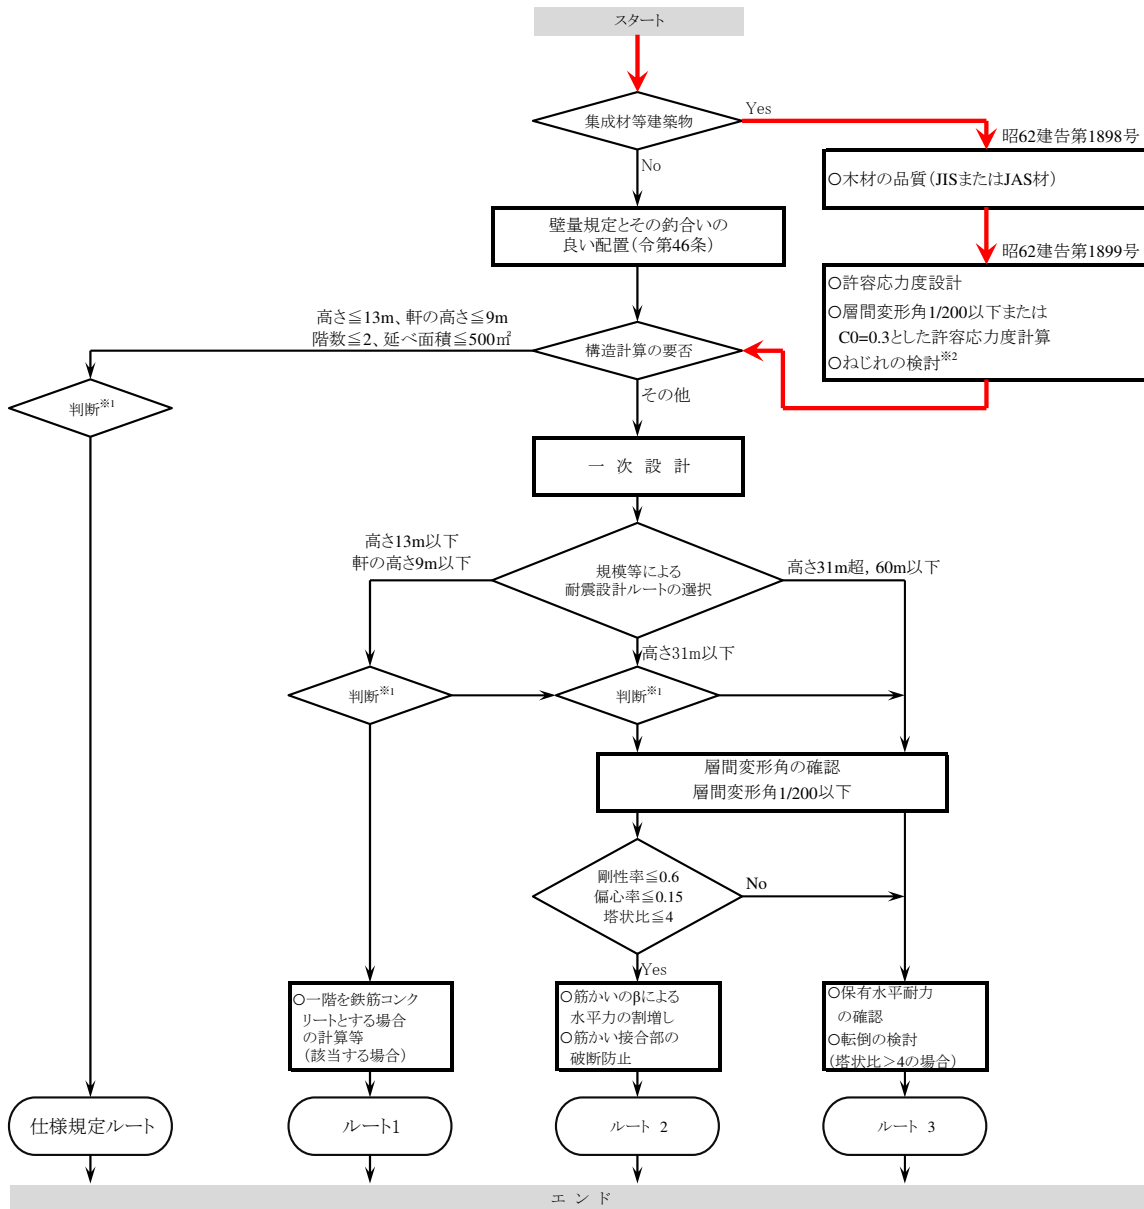 スタート
集成材等建築物
Yes
No
昭62建告第1898号
○木材の品質（JISまたはJAS材）
壁量規定とその釣合いの
良い配置（令第46条）
昭62建告第1899号
○許容応力度設計
○層間変形角1/200以下または
C0=0.3とした許容応力度計算
○ねじれの検討※2
高さ≦13m、軒の高さ≦9m
階数≦2、延べ面積≦500㎡
構造計算の要否
その他
判断※1
一 次 設 計
高さ13m以下
軒の高さ9m以下
規模等による
耐震設計ルートの選択
高さ31m超, 60m以下
高さ31m以下
判断※1
判断※1
層間変形角の確認
層間変形角1/200以下
剛性率≦0.6
偏心率≦0.15
塔状比≦4
No
Yes
○一階を鉄筋コンク
リートとする場合
の計算等
（該当する場合）
○筋かいのβによる
水平力の割増し
○筋かい接合部の
破断防止
○保有水平耐力
の確認
○転倒の検討
（塔状比＞4の場合）
仕様規定ルート
ルート1
ルート 2
ルート 3
エ ン ド